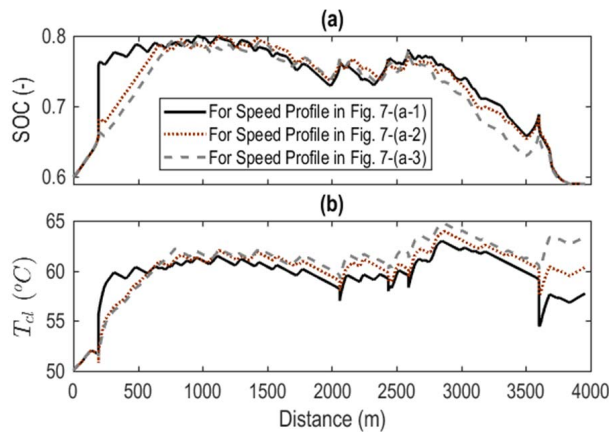 (a)
0.8
0.7
0.6
SOC (-)
For Speed Profile in Fig. 7-(a-1)
For Speed Profile in Fig. 7-(a-2)
For Speed Profile in Fig. 7-(a-3)
(b)
65
60
55
50
T_cl (°C)
0 500 1000 1500 2000 2500 3000 3500 4000
Distance (m)